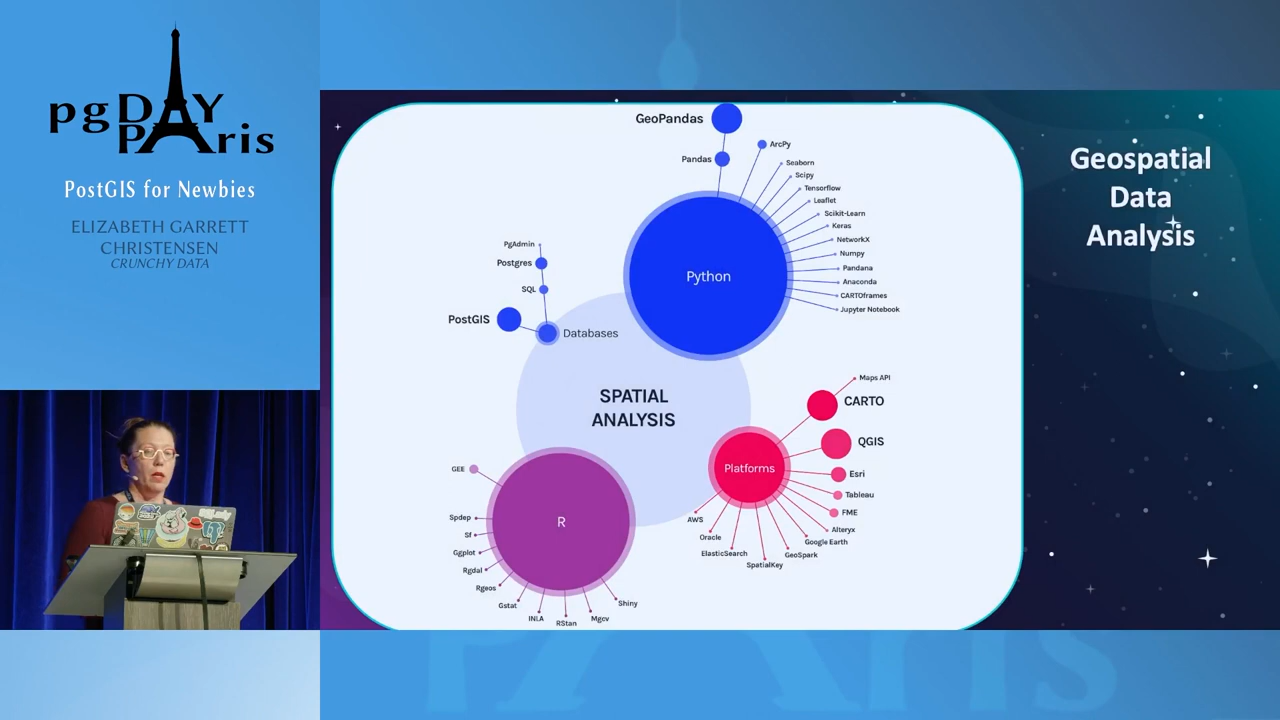 pgDAY
PAris
PostGIS for Newbies
ELIZABETH GARRETT
CHRISTENSEN
CRUNCHY DATA
Geospatial
Data
Analysis
GeoPandas
Pandas
ArcPy
Seaborn
Scipy
Tensorflow
Leaflet
Scikit-Learn
Keras
NetworkX
Numpy
Pandana
Anaconda
CARTOframes
Jupyter Notebook
Python
PgAdmin
Postgres
SQL
PostGIS
Databases
SPATIAL
ANALYSIS
Maps API
CARTO
QGIS
Esri
Tableau
FME
Alteryx
Google Earth
GeoSpark
SpatialKey
ElasticSearch
Oracle
AWS
Platforms
R
GEE
Spdep
Sf
Ggplot
Rgdal
Rgeos
Gstat
INLA
RStan
Mgcv
Shiny